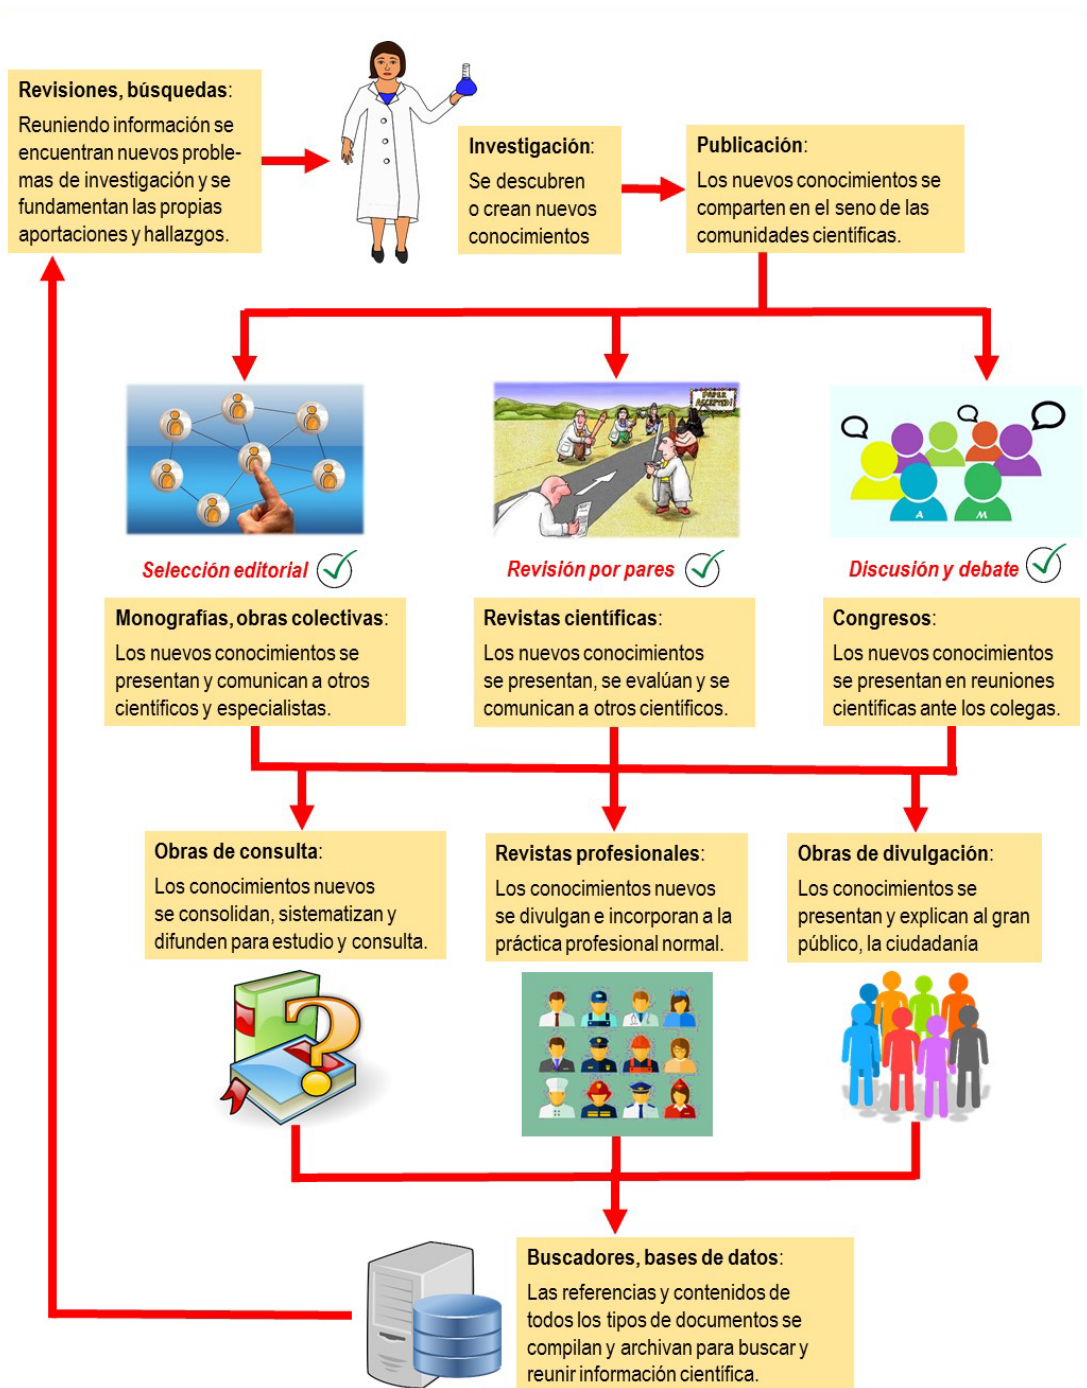 Revisiones, búsquedas:
Reuniendo información se
encuentran nuevos proble-
mas de investigación y se
fundamentan las propias
aportaciones y hallazgos.
Investigación:
Se descubren
o crean nuevos
conocimientos
Publicación:
Los nuevos conocimientos se
comparten en el seno de las
comunidades científicas.
PAPER
ACCEPTED!
A
M
Selección editorial
Revisión por pares
Discusión y debate
Monografías, obras colectivas:
Los nuevos conocimientos se
presentan y comunican a otros
científicos y especialistas.
Revistas científicas:
Los nuevos conocimientos
se presentan, se evalúan y se
comunican a otros científicos.
Congresos:
Los nuevos conocimientos
se presentan en reuniones
científicas ante los colegas.
Obras de consulta:
Los conocimientos nuevos
se consolidan, sistematizan y
difunden para estudio y consulta.
Revistas profesionales:
Los conocimientos nuevos
se divulgan e incorporan a la
práctica profesional normal.
Obras de divulgación:
Los conocimientos se
presentan y explican al gran
público, la ciudadanía
Buscadores, bases de datos:
Las referencias y contenidos de
todos los tipos de documentos se
compilan y archivan para buscar y
reunir información científica.